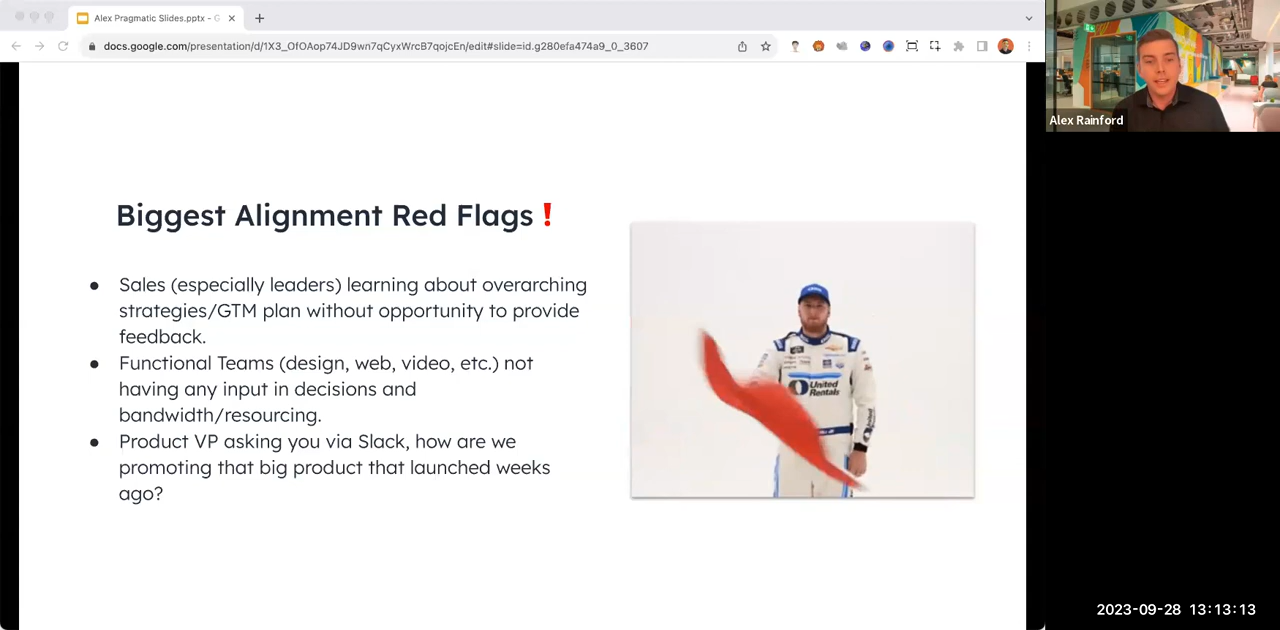 Alex Pragmatic Slides.pptx - G
docs.google.com/presentation/d/1X3_OfOAop74JD9wn7qCyxWrcB7qojcEn/edit#slide=id.g280efa474a9_0_3607
Alex Rainford
Biggest Alignment Red Flags❗
• Sales (especially leaders) learning about overarching
strategies/GTM plan without opportunity to provide
feedback.
• Functional Teams (design, web, video, etc.) not
having any input in decisions and
bandwidth/resourcing.
• Product VP asking you via Slack, how are we
promoting that big product that launched weeks
ago?
United
Rentals
2023-09-28 13:13:13